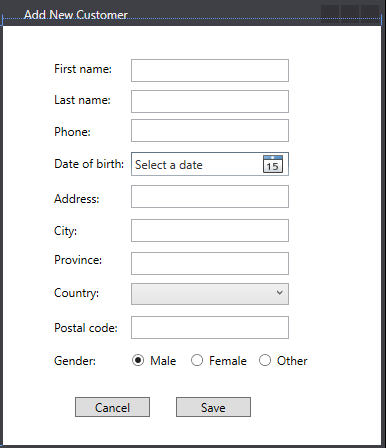 Add New Customer
First name:
Last name:
Phone:
Date of birth: Select a date 15
Address:
City:
Province:
Country:
Postal code:
Gender: Male Female Other
Cancel Save